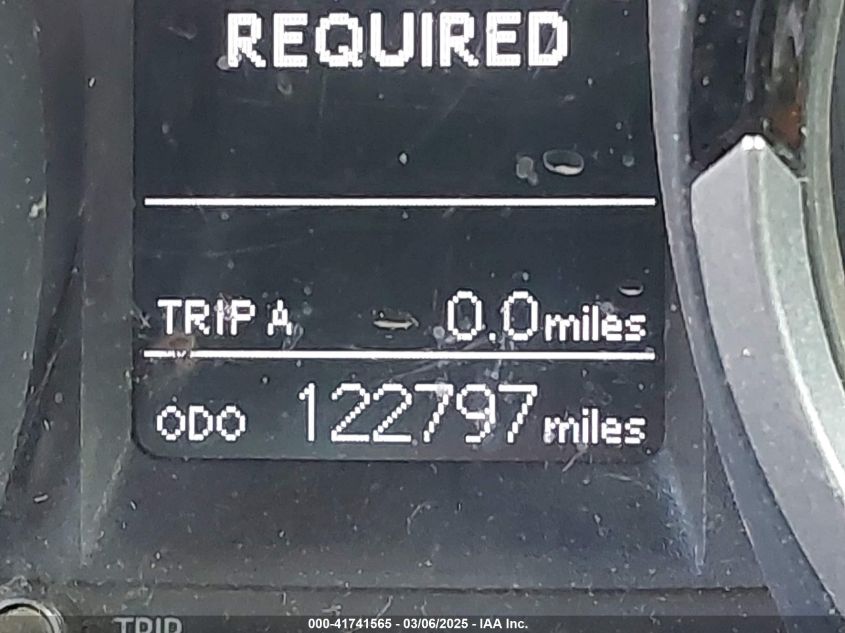 REQUIRED
TRIP A 0.0 miles
ODO 122797 miles
TRIP
000-41741565 - 03/06/2025 - IAA Inc.